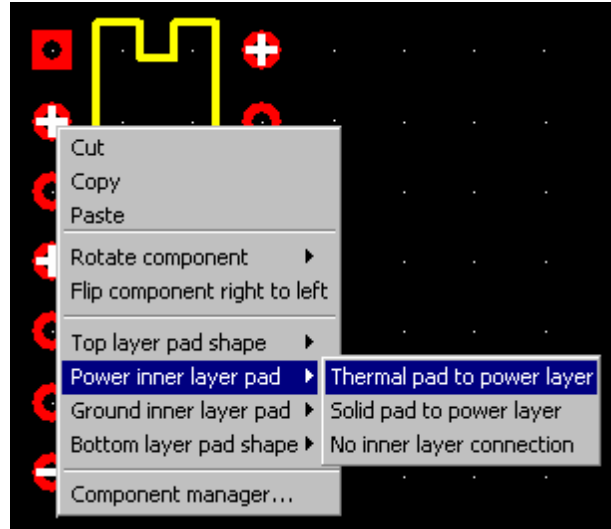 Cut
Copy
Paste
Rotate component
Flip component right to left
Top layer pad shape
Power inner layer pad
Thermal pad to power layer
Ground inner layer pad
Solid pad to power layer
Bottom layer pad shape
No inner layer connection
Component manager...